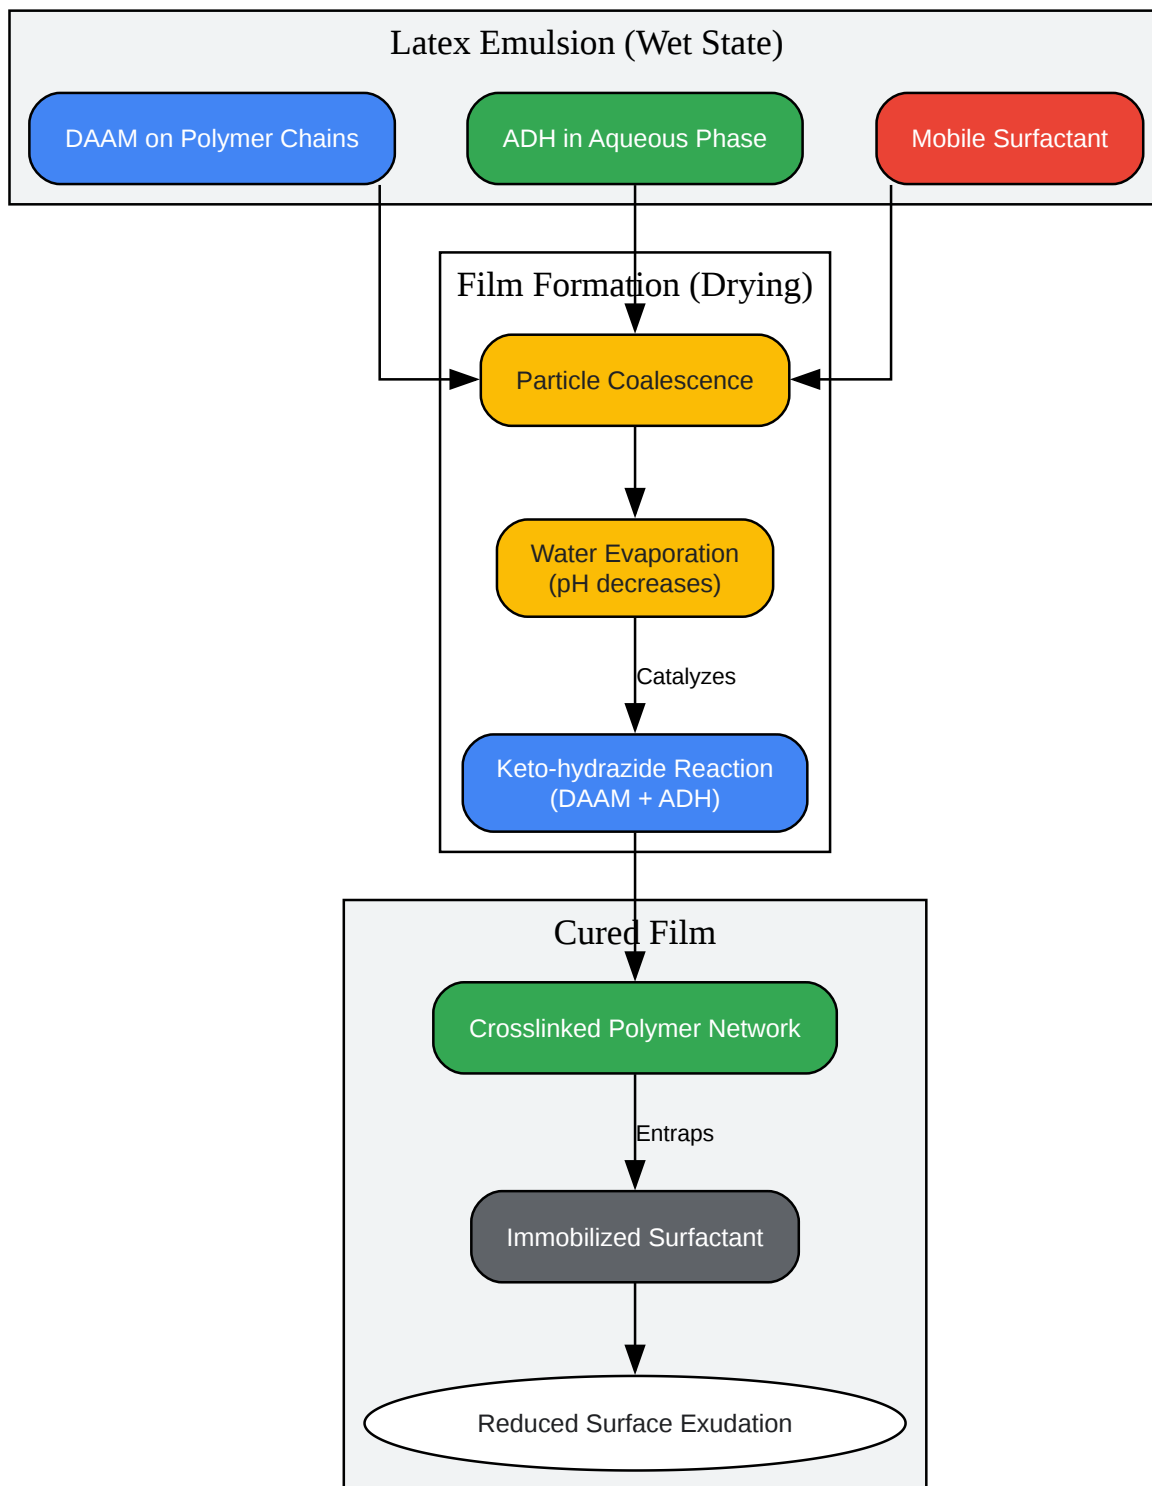 Latex Emulsion (Wet State)
DAAM on Polymer Chains
ADH in Aqueous Phase
Mobile Surfactant
Film Formation (Drying)
Particle Coalescence
Water Evaporation
(pH decreases)
Catalyzes
Keto-hydrazide Reaction
(DAAM + ADH)
Cured Film
Crosslinked Polymer Network
Entraps
Immobilized Surfactant
Reduced Surface Exudation